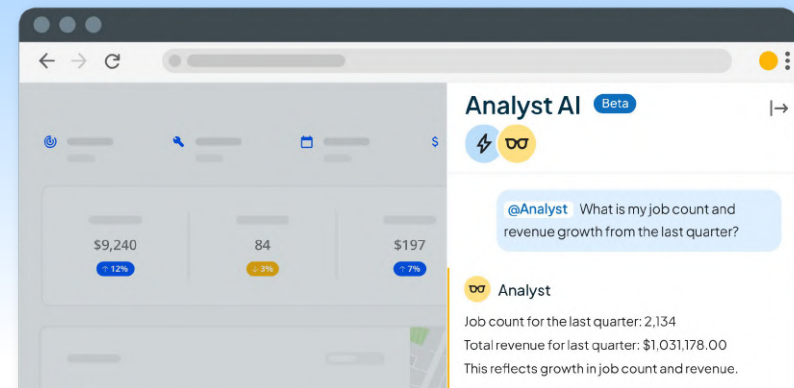 Analyst AI Beta
@Analyst What is my job count and
revenue growth from the last quarter?
$
$9,240 84 $197
↑ 12% ↓ 3% ↑ 7%
Analyst
Job count for the last quarter: 2,134
Total revenue for last quarter: $1,031,178.00
This reflects growth in job count and revenue.